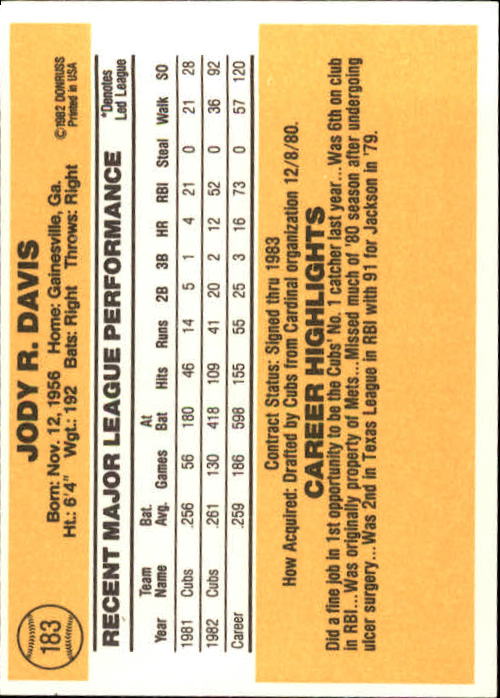 183
JODY R. DAVIS
Born: Nov. 12, 1956 Home: Gainesville, Ga.
Ht.: 6'4" Wgt.: 192 Bats: Right Throws: Right
©1982 DONRUSS
Printed in USA
RECENT MAJOR LEAGUE PERFORMANCE
*Denotes
Led League
Year Team Name Bat. Avg. Games At Bat Hits Runs 2B 3B HR RBI Steal Walk SO
1981 Cubs .256 56 180 46 14 5 1 4 21 0 21 28
1982 Cubs .261 130 418 109 41 20 2 12 52 0 36 92
Career .259 186 598 155 55 25 3 16 73 0 57 120
Contract Status: Signed thru 1983
How Acquired: Drafted by Cubs from Cardinal organization 12/8/80.
CAREER HIGHLIGHTS
Did a fine job in 1st opportunity to be the Cubs' No. 1 catcher last year...Was 6th on club
in RBI...Was originally property of Mets...Missed much of '80 season after undergoing
ulcer surgery...Was 2nd in Texas League in RBI with 91 for Jackson in '79.